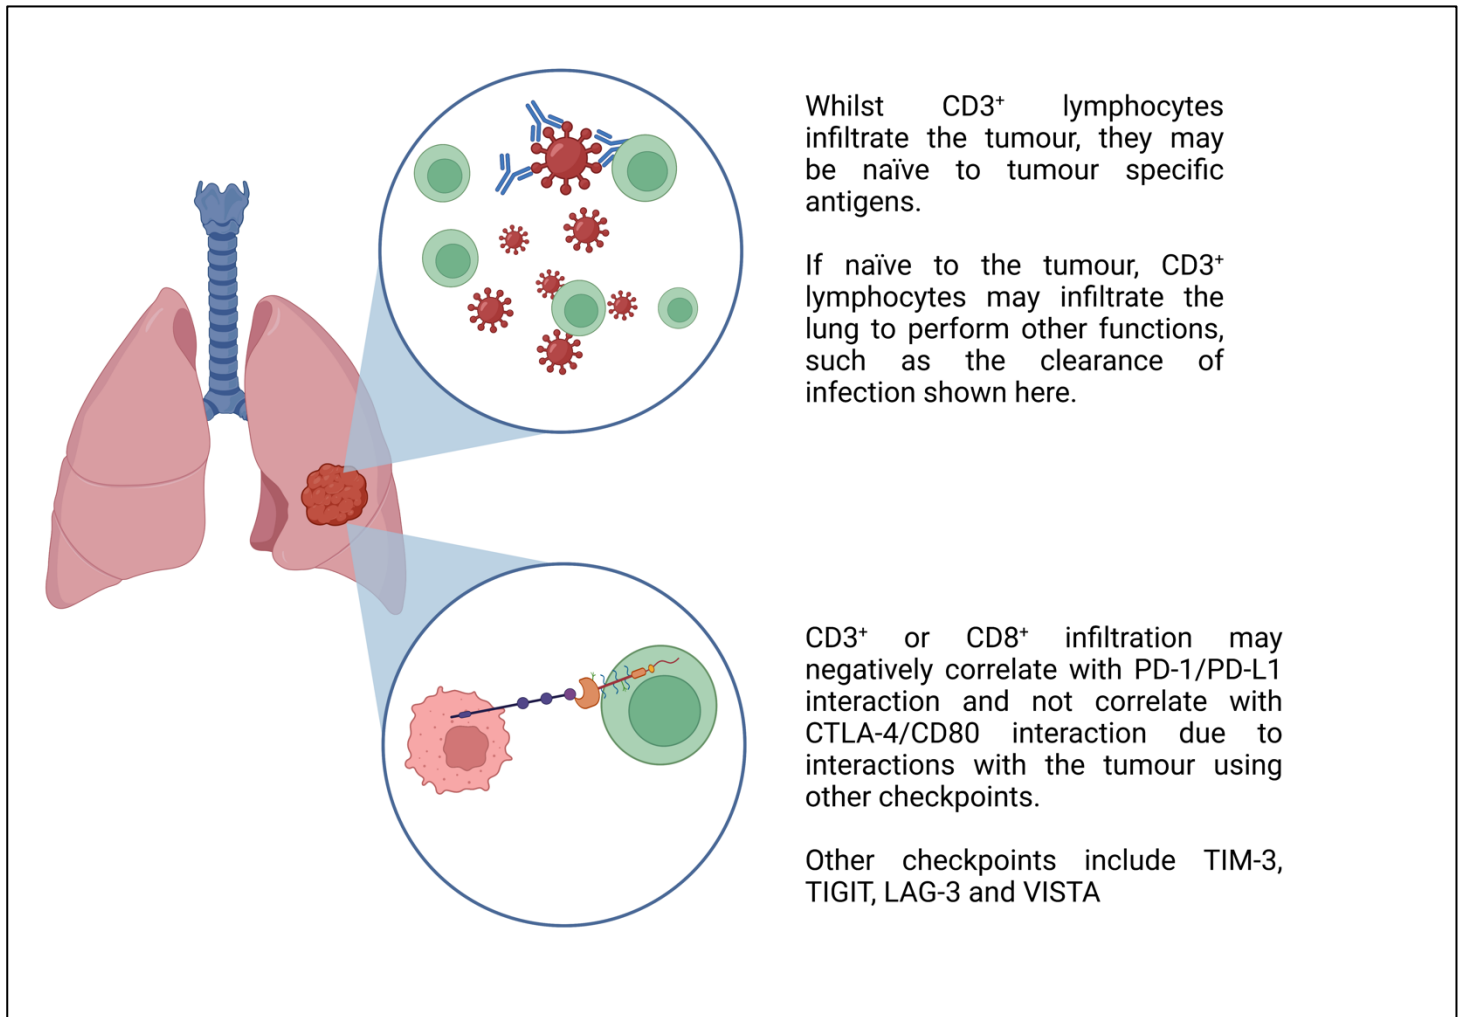 Whilst CD3⁺ lymphocytes
infiltrate the tumour, they may
be naïve to tumour specific
antigens.
If naïve to the tumour, CD3⁺
lymphocytes may infiltrate the
lung to perform other functions,
such as the clearance of
infection shown here.
CD3⁺ or CD8⁺ infiltration may
negatively correlate with PD-1/PD-L1
interaction and not correlate with
CTLA-4/CD80 interaction due to
interactions with the tumour using
other checkpoints.
Other checkpoints include TIM-3,
TIGIT, LAG-3 and VISTA